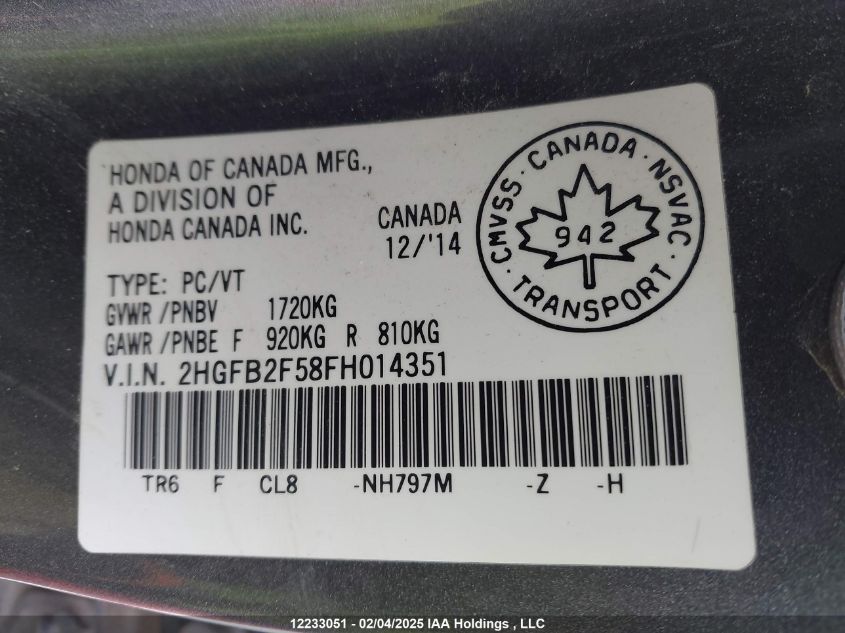 HONDA OF CANADA MFG.,
A DIVISION OF
HONDA CANADA INC.
CANADA
12/'14
TYPE: PC/VT
GVWR /PNBV 1720KG
GAWR /PNBE F 920KG R 810KG
V.I.N. 2HGFB2F58FH014351
TR6 F CL8 -NH797M -Z -H
CMVSS · CANADA · NSVAC · TRANSPORT ·
942
12233051 - 02/04/2025 IAA Holdings , LLC